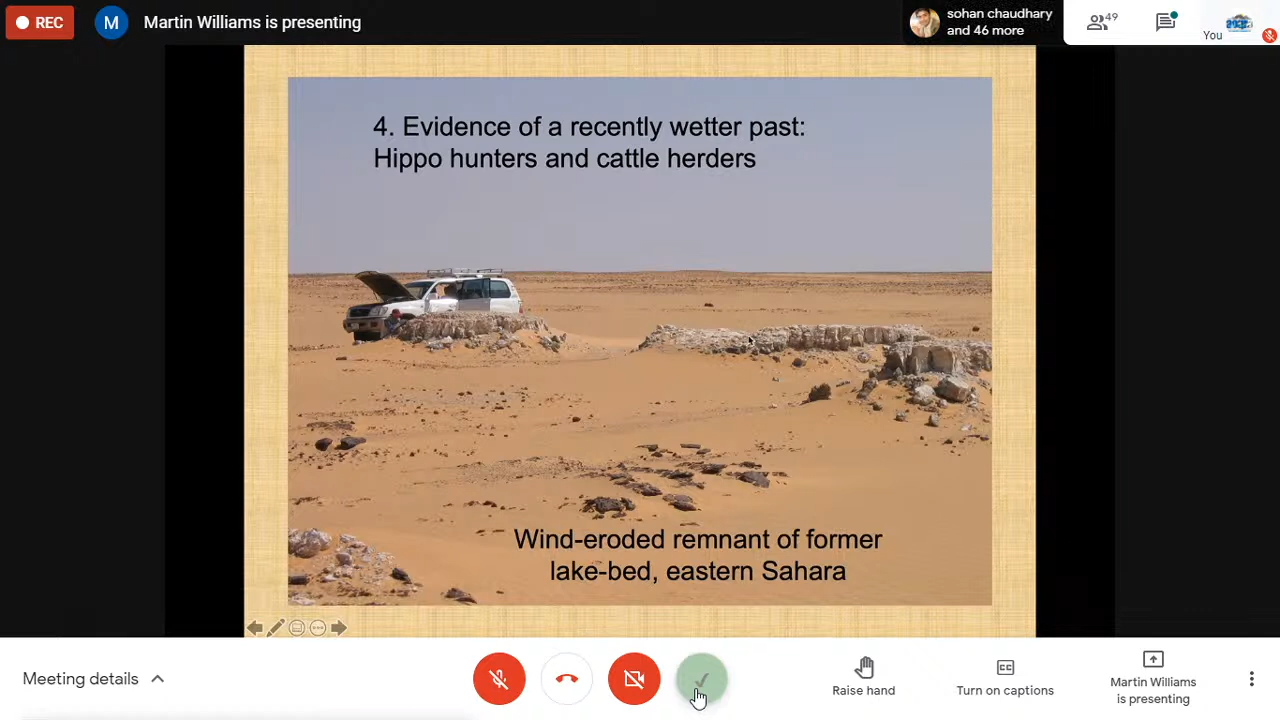 REC
M
Martin Williams is presenting
sohan chaudhary
and 46 more
49
You
4. Evidence of a recently wetter past:
Hippo hunters and cattle herders
Wind-eroded remnant of former
lake-bed, eastern Sahara
Meeting details
Raise hand
CC
Turn on captions
Martin Williams
is presenting